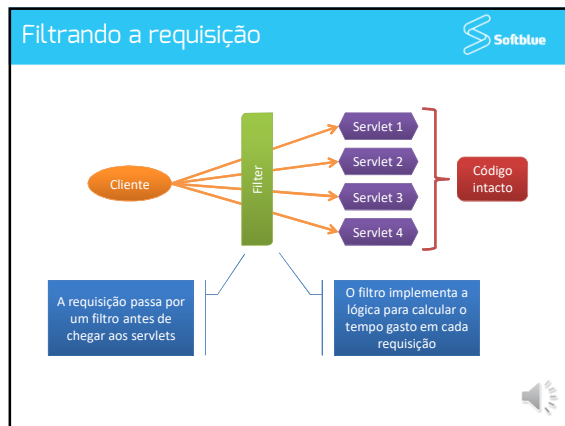 Filtrando a requisição
Softblue
Servlet 1
Servlet 2
Servlet 3
Servlet 4
Cliente
Filter
Código
intacto
A requisição passa por
um filtro antes de
chegar aos servlets
O filtro implementa a
lógica para calcular o
tempo gasto em cada
requisição